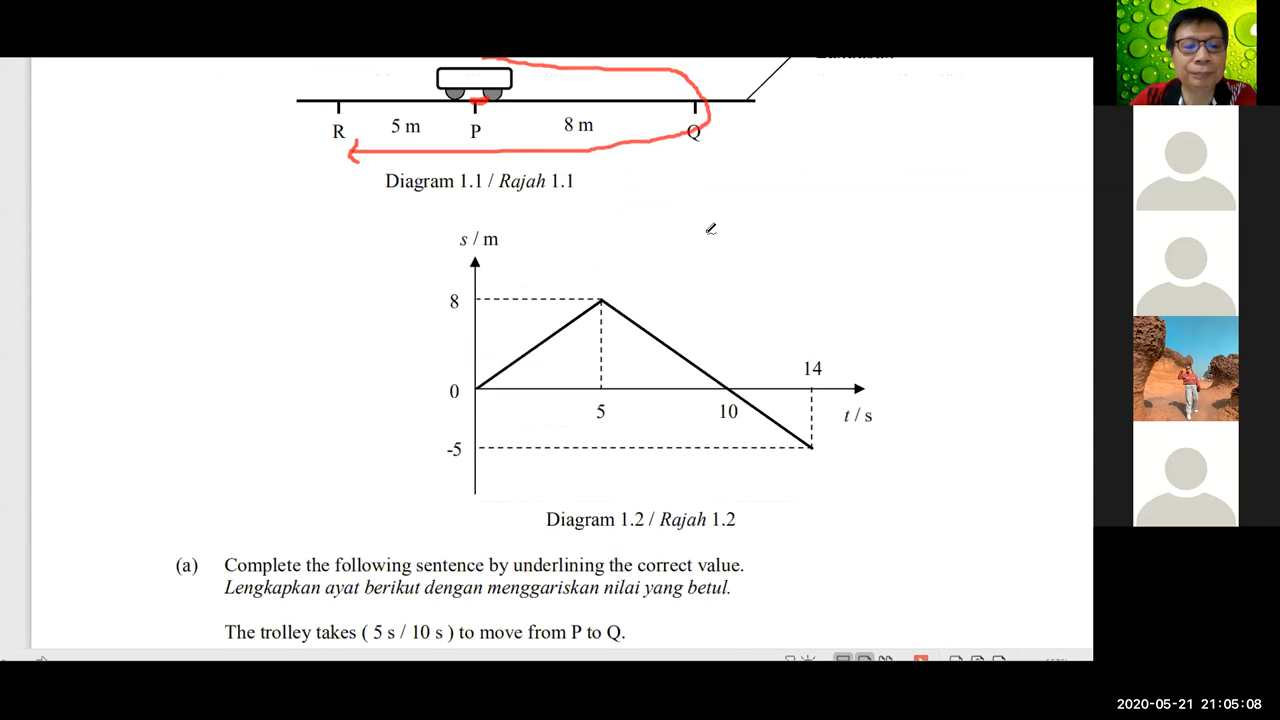 R 5 m P 8 m Q
Diagram 1.1 / Rajah 1.1
s / m
8
14
0
5 10 t / s
-5
Diagram 1.2 / Rajah 1.2
(a) Complete the following sentence by underlining the correct value.
Lengkapkan ayat berikut dengan menggariskan nilai yang betul.
The trolley takes ( 5 s / 10 s ) to move from P to Q.
2020-05-21 21:05:08